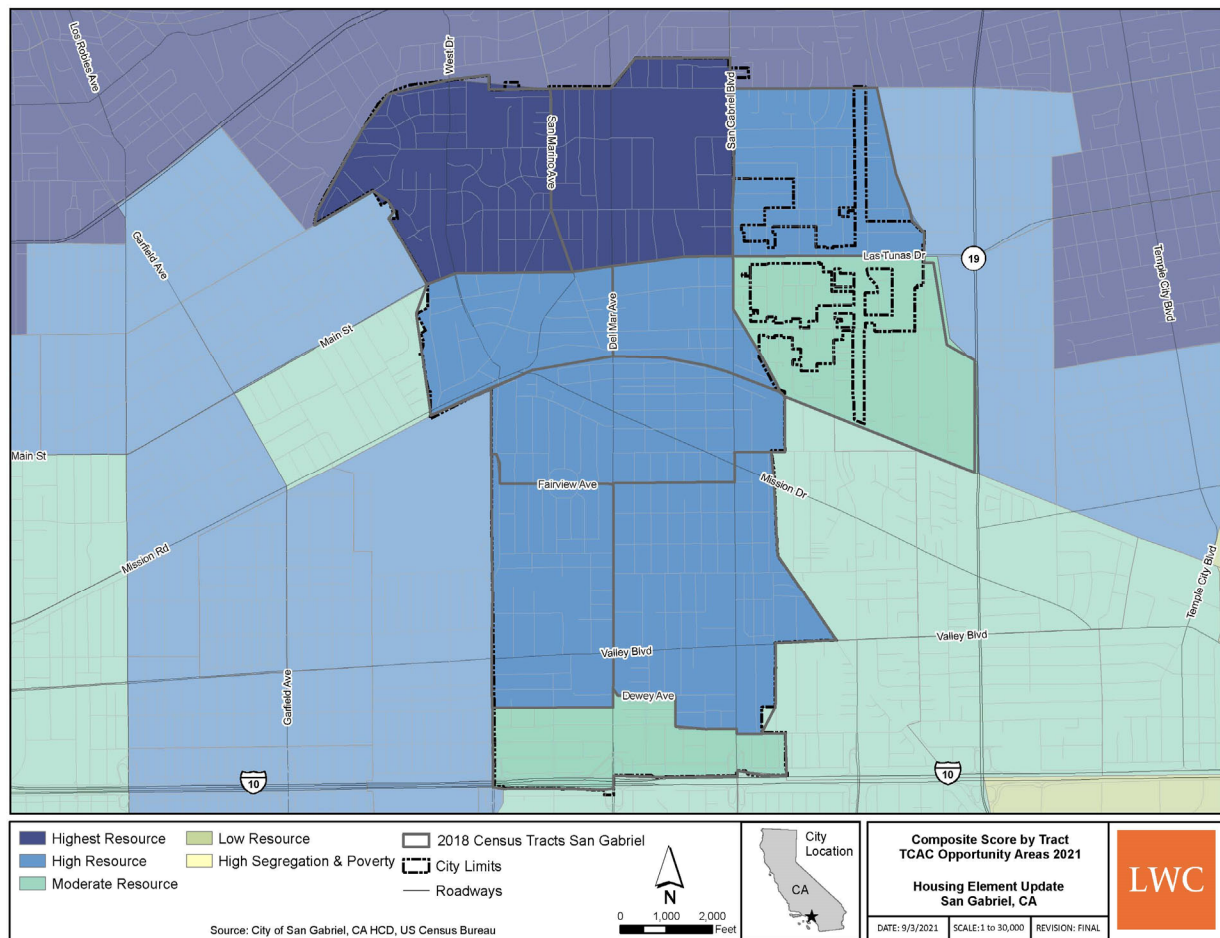 Los Robles Ave
West Dr
San Marino Ave
San Gabriel Blvd
Garfield Ave
Las Tunas Dr
19
Temple City Blvd
Main St
Del Mar Ave
Main St
Fairview Ave
Mission Dr
Mission Rd
Temple City Blvd
Valley Blvd
Valley Blvd
Garfield Ave
Dewey Ave
10
10
Highest Resource
High Resource
Moderate Resource
Low Resource
High Segregation & Poverty
2018 Census Tracts San Gabriel
City Limits
Roadways
Source: City of San Gabriel, CA HCD, US Census Bureau
N
0 1,000 2,000
Feet
City
Location
CA
Composite Score by Tract
TCAC Opportunity Areas 2021
Housing Element Update
San Gabriel, CA
DATE: 9/3/2021 SCALE:1 to 30,000 REVISION: FINAL
LWC